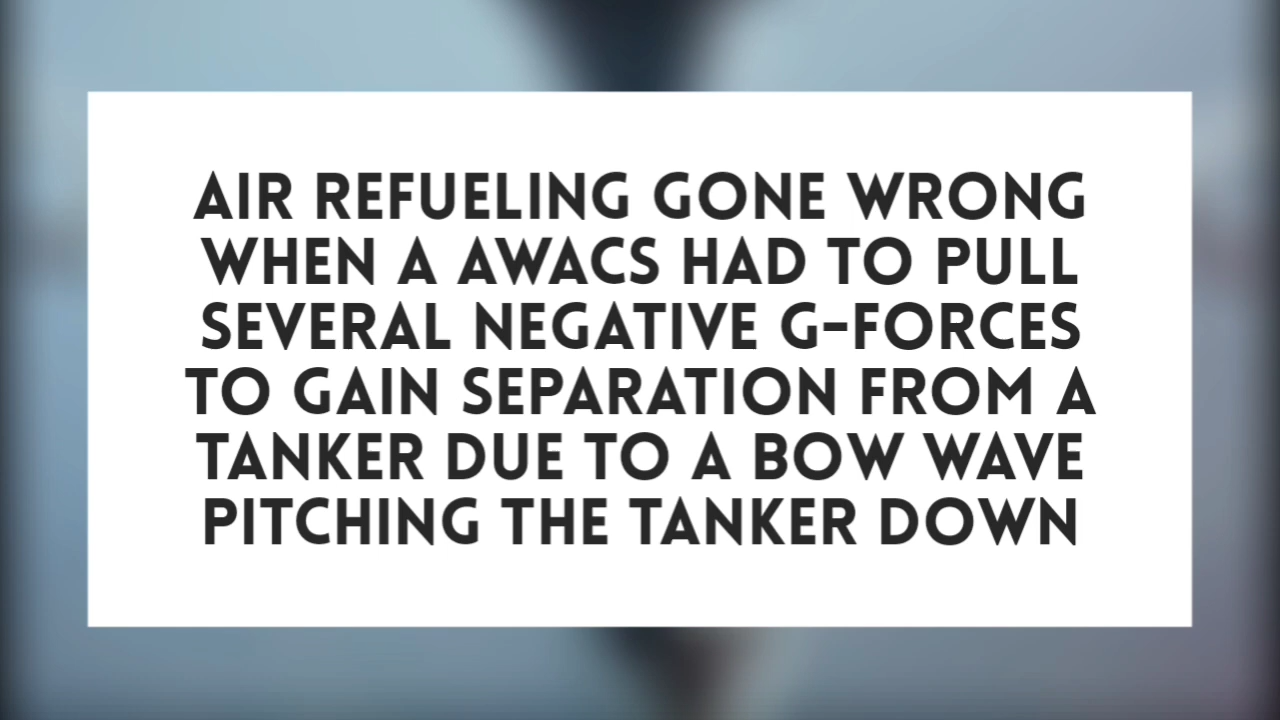 AIR REFUELING GONE WRONG
WHEN A AWACS HAD TO PULL
SEVERAL NEGATIVE G-FORCES
TO GAIN SEPARATION FROM A
TANKER DUE TO A BOW WAVE
PITCHING THE TANKER DOWN